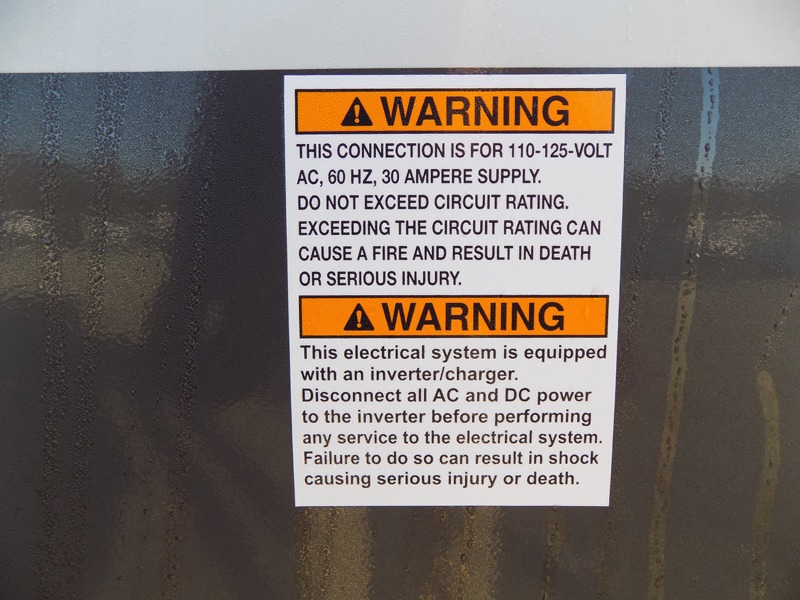 WARNING
THIS CONNECTION IS FOR 110-125-VOLT
AC, 60 HZ, 30 AMPERE SUPPLY.
DO NOT EXCEED CIRCUIT RATING.
EXCEEDING THE CIRCUIT RATING CAN
CAUSE A FIRE AND RESULT IN DEATH
OR SERIOUS INJURY.
WARNING
This electrical system is equipped
with an inverter/charger.
Disconnect all AC and DC power
to the inverter before performing
any service to the electrical system.
Failure to do so can result in shock
causing serious injury or death.